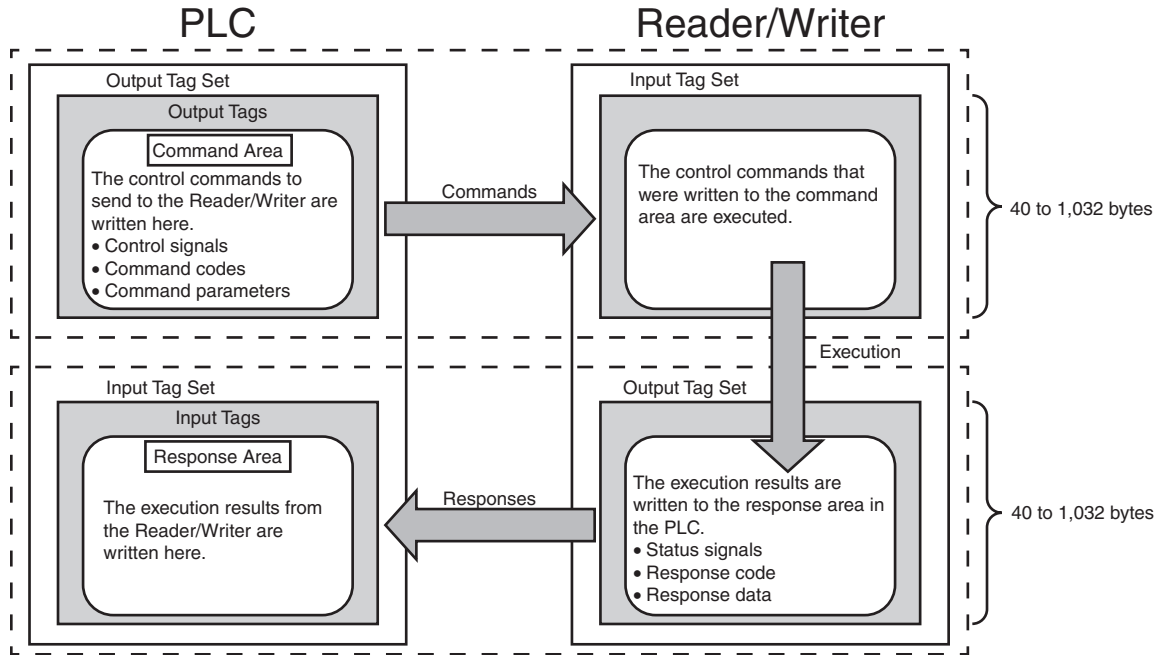 PLC
Reader/Writer
Output Tag Set
Output Tags
Command Area
The control commands to
send to the Reader/Writer are
written here.
• Control signals
• Command codes
• Command parameters
Commands
Input Tag Set
The control commands that
were written to the command
area are executed.
40 to 1,032 bytes
Execution
Input Tag Set
Input Tags
Response Area
The execution results from
the Reader/Writer are
written here.
Responses
Output Tag Set
The execution results are
written to the response area in
the PLC.
• Status signals
• Response code
• Response data
40 to 1,032 bytes